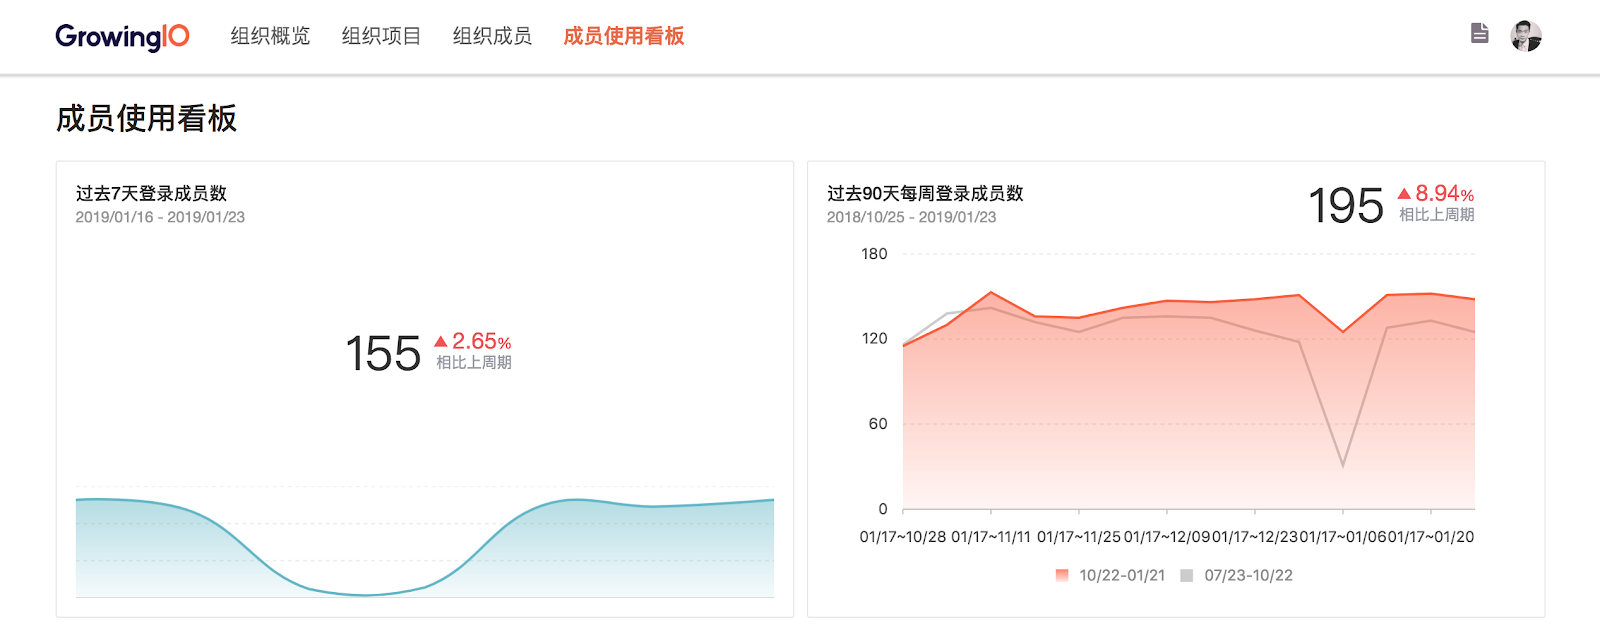 GrowingIO 组织概览 组织项目 组织成员 成员使用看板
成员使用看板
过去7天登录成员数
2019/01/16 - 2019/01/23
155 ▲2.65%
相比上周期
过去90天每周登录成员数
2018/10/25 - 2019/01/23
195 ▲8.94%
相比上周期
180
120
60
0
01/17~10/28 01/17~11/11 01/17~11/25 01/17~12/09 01/17~12/23 01/17~01/06 01/17~01/20
10/22-01/21 07/23-10/22